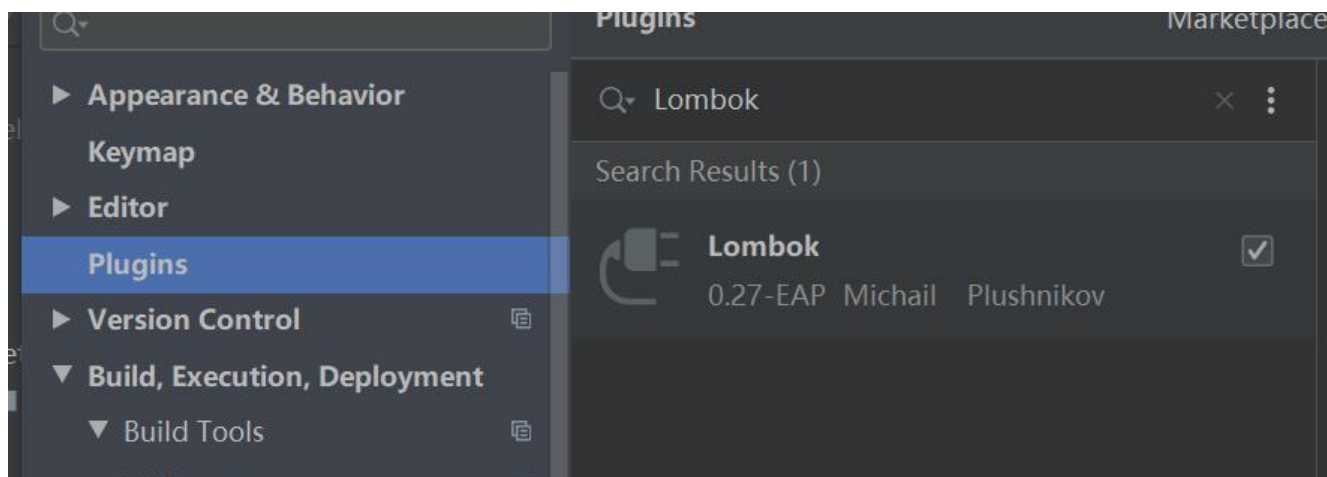 Plugins
Marketplace
Appearance & Behavior
Keymap
Editor
Plugins
Version Control
Build, Execution, Deployment
Build Tools
Lombok
Search Results (1)
Lombok
0.27-EAP Michail Plushnikov